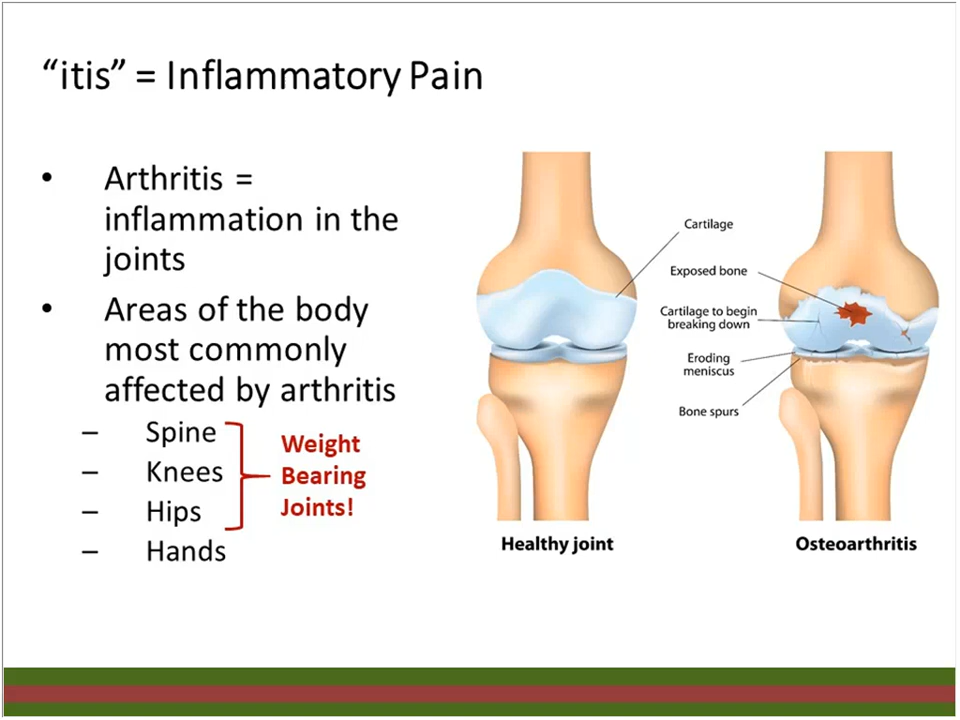 “itis” = Inflammatory Pain
• Arthritis =
inflammation in the
joints
• Areas of the body
most commonly
affected by arthritis
– Spine
– Knees
– Hips
– Hands
Weight
Bearing
Joints!
Cartilage
Exposed bone
Cartilage to begin
breaking down
Eroding
meniscus
Bone spurs
Healthy joint
Osteoarthritis